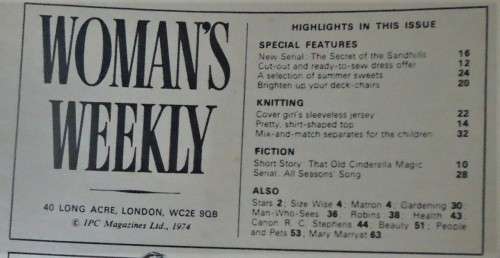 WOMAN'S
WEEKLY
40 LONG ACRE, LONDON, WC2E 9QB
© IPC Magazines Ltd., 1974
HIGHLIGHTS IN THIS ISSUE
SPECIAL FEATURES
New Serial: The Secret of the Sandhills 16
Cut-out and ready-to-sew dress offer 12
A selection of summer sweets 24
Brighten up your deck-chairs 20
KNITTING
Cover girl's sleeveless jersey 22
Pretty, shirt-shaped top 14
Mix-and-match separates for the children 32
FICTION
Short Story: That Old Cinderella Magic 10
Serial: All Seasons' Song 28
ALSO
Stars 2; Size Wise 4; Matron 4; Gardening 30;
Man-Who-Sees 36; Robins 38; Health 43;
Canon R. C. Stephens 44; Beauty 51; People
and Pets 53; Mary Marryat 63